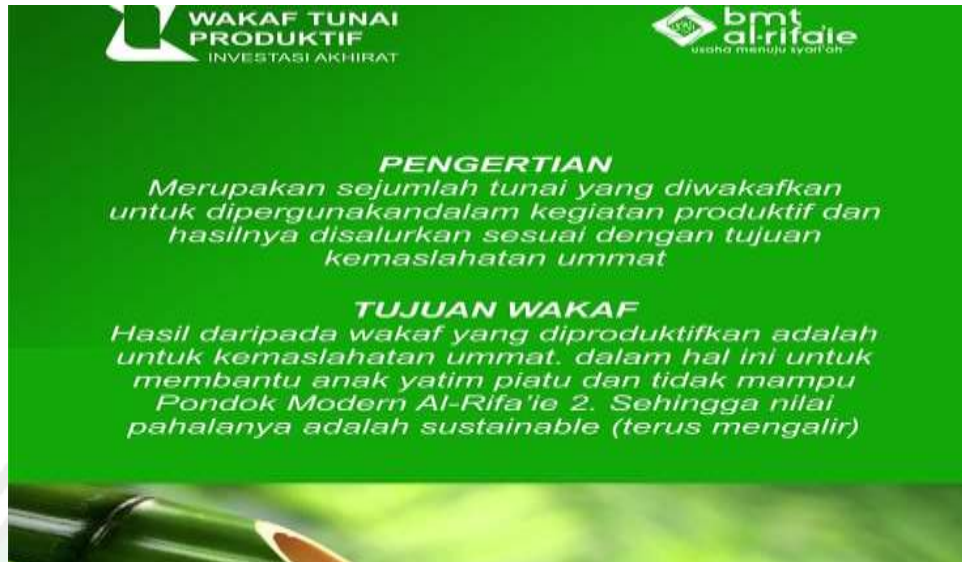 WAKAF TUNAI
PRODUKTIF
INVESTASI AKHIRAT
bmt
al-rifa'ie
usaha menuju syari'ah
PENGERTIAN
Merupakan sejumlah tunai yang diwakafkan
untuk dipergunakandalam kegiatan produktif dan
hasilnya disalurkan sesuai dengan tujuan
kemaslahatan ummat
TUJUAN WAKAF
Hasil daripada wakaf yang diproduktifkan adalah
untuk kemaslahatan ummat. dalam hal ini untuk
membantu anak yatim piatu dan tidak mampu
Pondok Modern Al-Rifa'ie 2. Sehingga nilai
pahalanya adalah sustainable (terus mengalir)